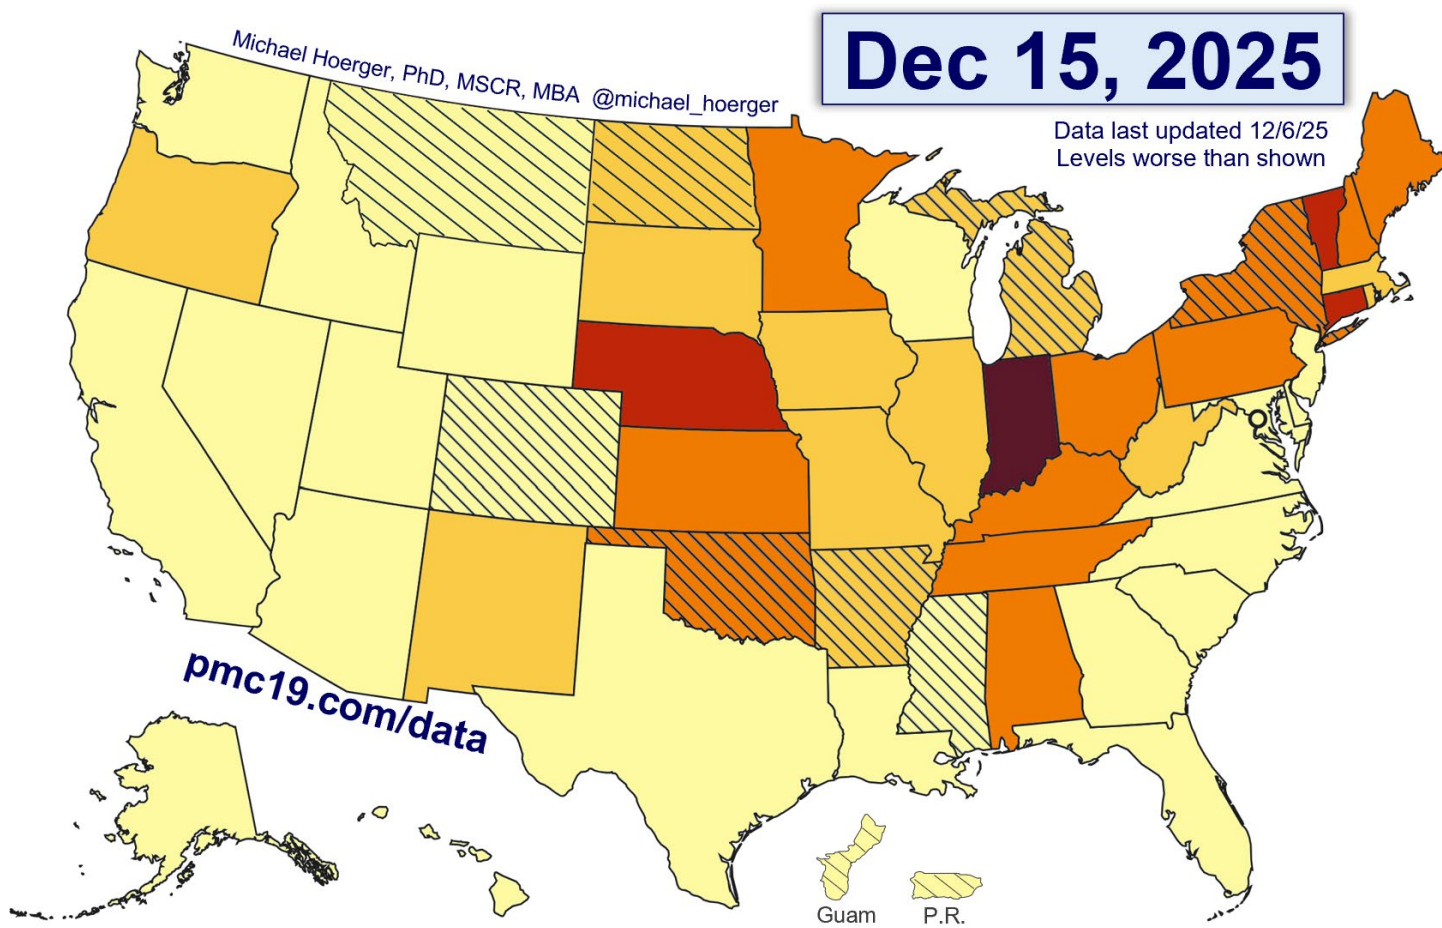 Michael Hoerger, PhD, MSCR, MBA @michael_hoerger
Dec 15, 2025
Data last updated 12/6/25
Levels worse than shown
pmc19.com/data
Guam
P.R.